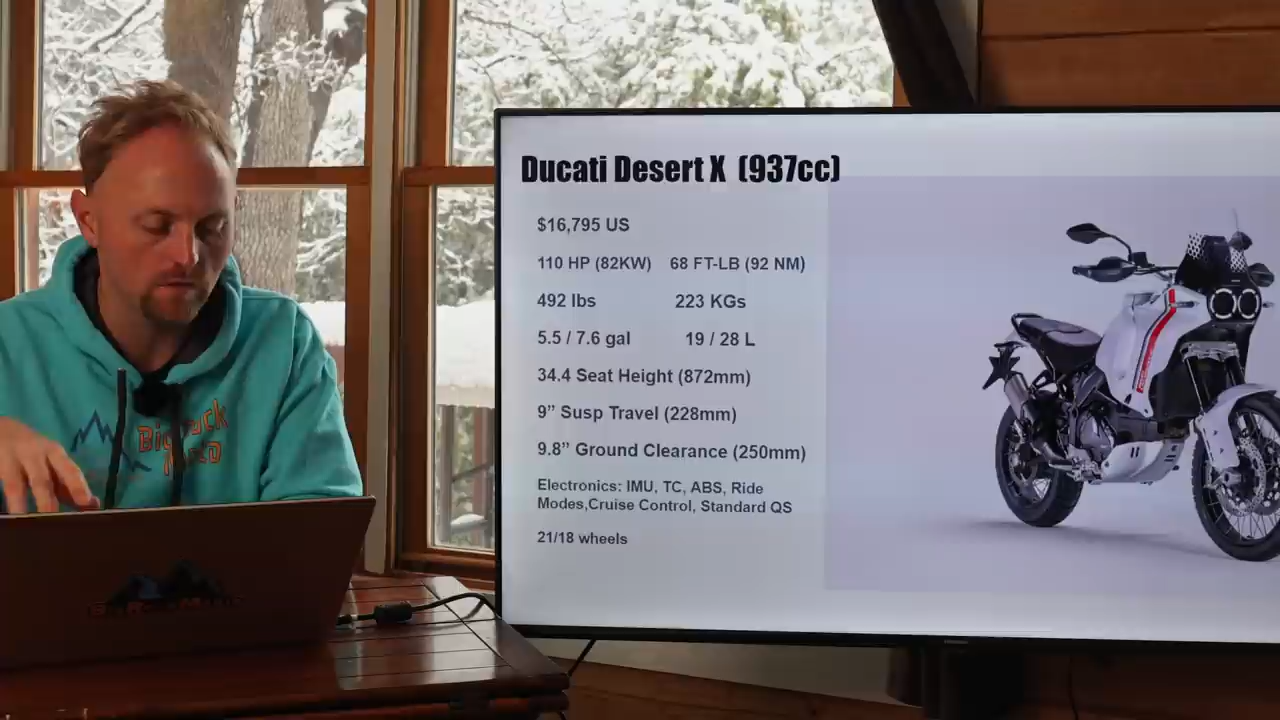 Ducati Desert X (937cc)
$16,795 US
110 HP (82KW) 68 FT-LB (92 NM)
492 lbs 223 KGs
5.5 / 7.6 gal 19 / 28 L
34.4 Seat Height (872mm)
9” Susp Travel (228mm)
9.8” Ground Clearance (250mm)
Electronics: IMU, TC, ABS, Ride
Modes,Cruise Control, Standard QS
21/18 wheels